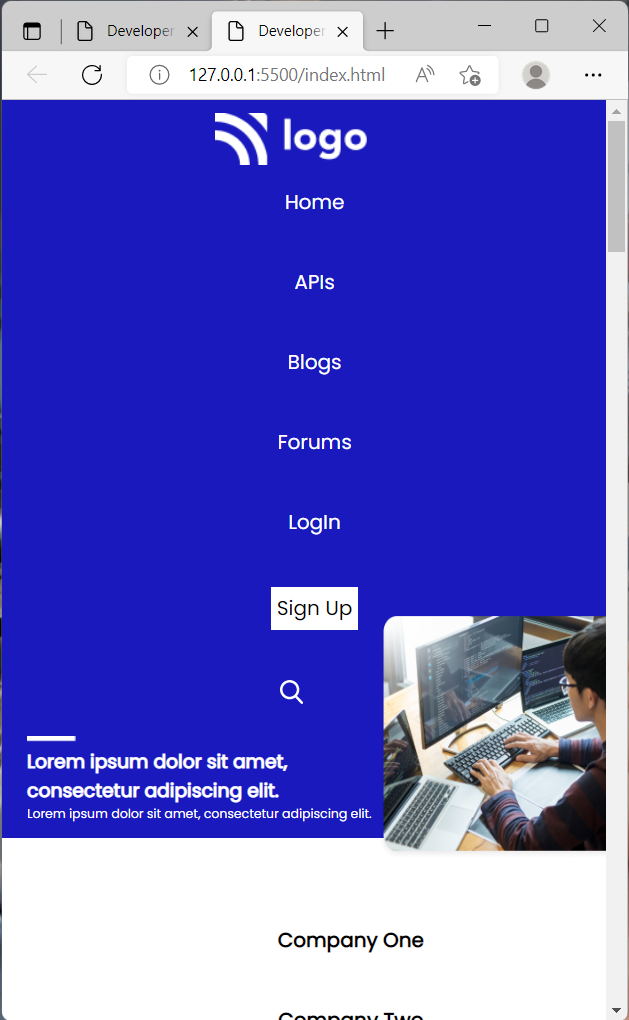 Developer
Developer
127.0.0.1:5500/index.html
logo
Home
APIs
Blogs
Forums
LogIn
Sign Up
Lorem ipsum dolor sit amet,
consectetur adipiscing elit.
Lorem ipsum dolor sit amet, consectetur adipiscing elit.
Company One
Company Two